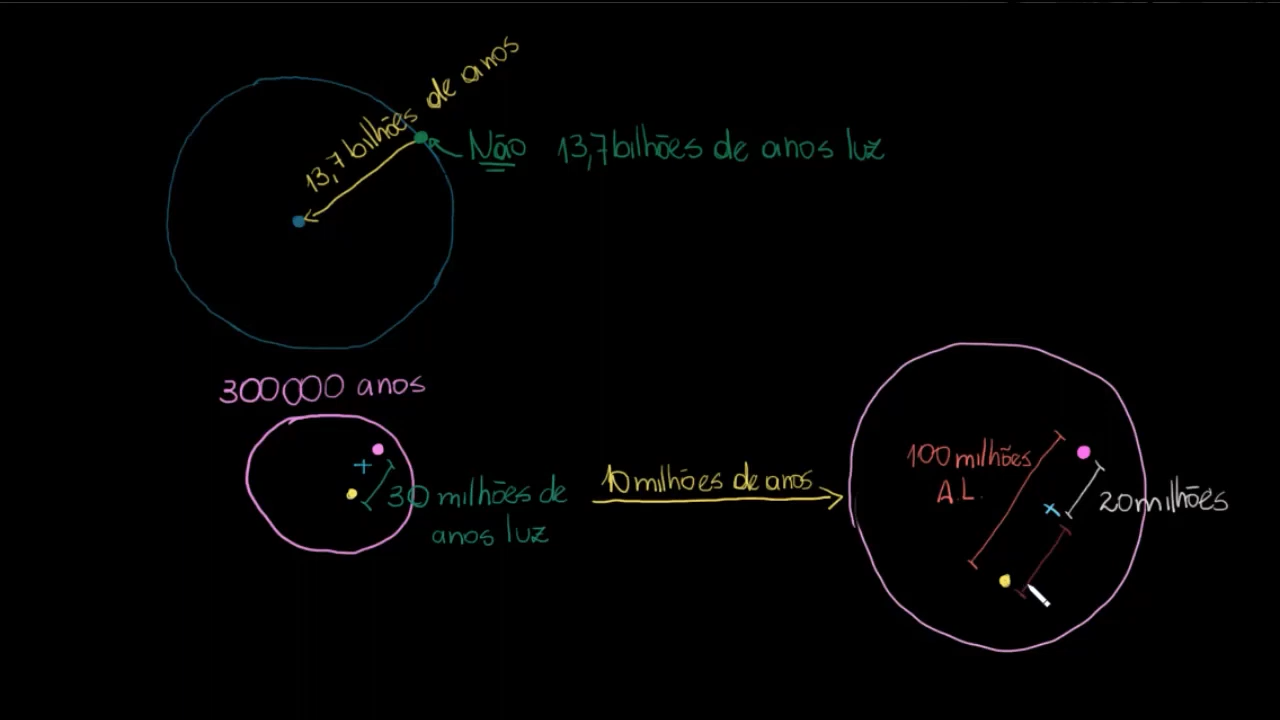 13,7 bilhões de anos
Não 13,7 bilhões de anos luz
300000 anos
30 milhões de
anos luz
10 milhões de anos
100 milhões
A.L.
20 milhões